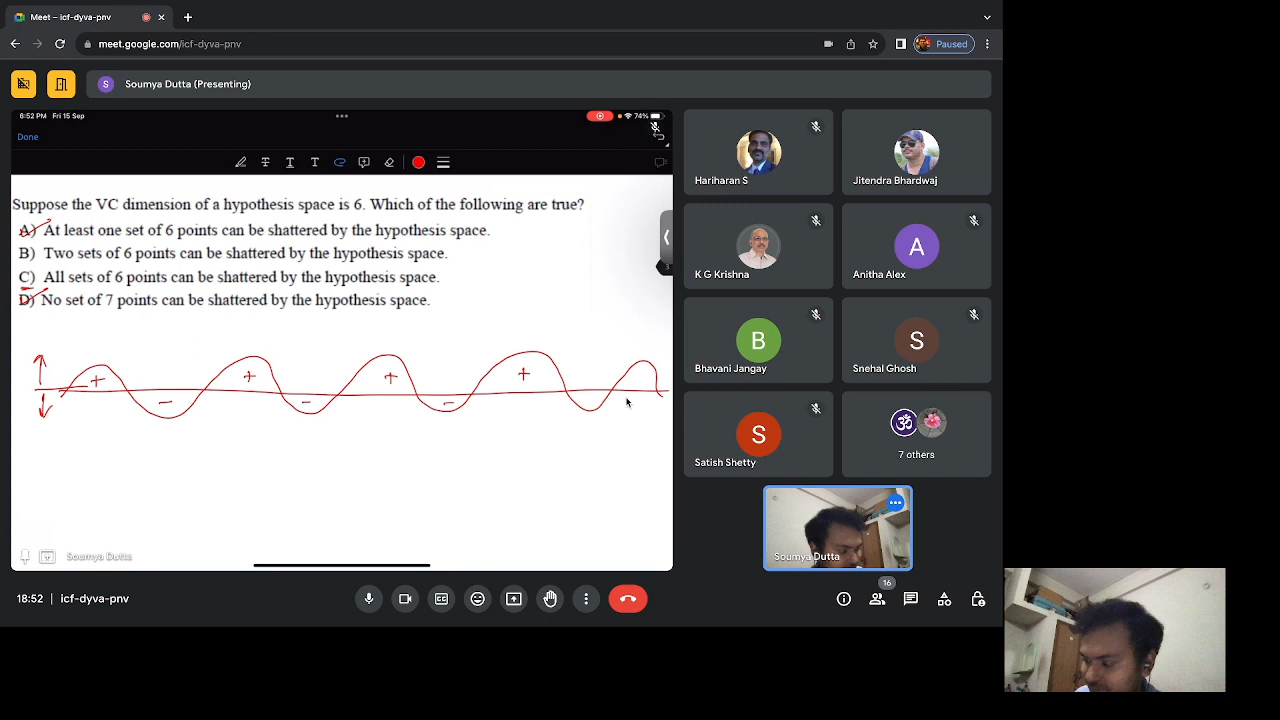 Meet – icf-dyva-pnv
meet.google.com/icf-dyva-pnv
Paused
S Soumya Dutta (Presenting)
6:52 PM Fri 15 Sep
74%
Done
T T T
Suppose the VC dimension of a hypothesis space is 6. Which of the following are true?
A) At least one set of 6 points can be shattered by the hypothesis space.
B) Two sets of 6 points can be shattered by the hypothesis space.
C) All sets of 6 points can be shattered by the hypothesis space.
D) No set of 7 points can be shattered by the hypothesis space.
+ + + +
- - -
Soumya Dutta
Hariharan S
Jitendra Bhardwaj
K G Krishna
A
Anitha Alex
B
Bhavani Jangay
S
Snehal Ghosh
S
Satish Shetty
ॐ
7 others
Soumya Dutta
18:52 | icf-dyva-pnv
16